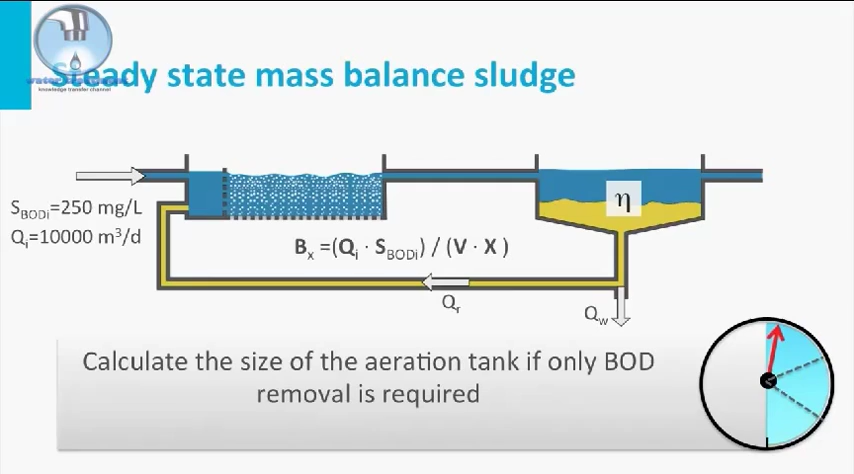 Steady state mass balance sludge
knowledge transfer channel
η
S_BODi=250 mg/L
Q_i=10000 m³/d
B_x =(Q_i · S_BODi) / (V · X )
Q_r
Q_w
Calculate the size of the aeration tank if only BOD
removal is required